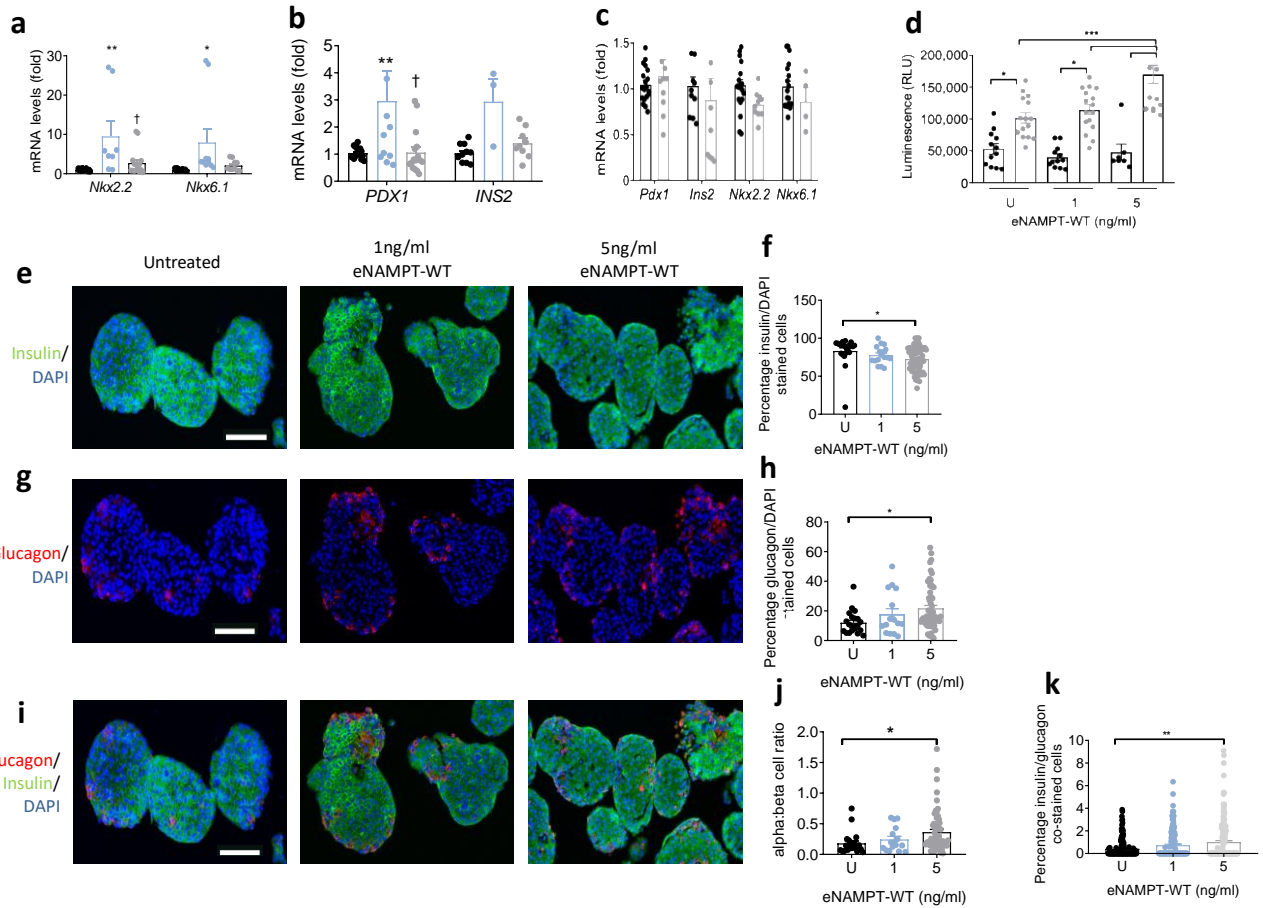 a
mRNA levels (fold)
30
20
10
0
**
*
†
Nkx2.2
Nkx6.1
b
mRNA levels (fold)
5
4
3
2
1
0
**
†
PDX1
INS2
c
mRNA levels (fold)
1.5
1.0
0.5
0.0
Pdx1
Ins2
Nkx2.2
Nkx6.1
d
Luminescence (RLU)
200,000
150,000
100,000
50,000
0
***
*
*
U
1
5
eNAMPT-WT (ng/ml)
Untreated
1ng/ml
eNAMPT-WT
5ng/ml
eNAMPT-WT
e
Insulin/
DAPI
f
Percentage insulin/DAPI
stained cells
150
100
50
0
*
U
1
5
eNAMPT-WT (ng/ml)
g
Glucagon/
DAPI
h
Percentage glucagon/DAPI
tained cells
80
60
40
20
0
*
U
1
5
eNAMPT-WT (ng/ml)
i
ucagon/
Insulin/
DAPI
j
alpha:beta cell ratio
2.0
1.5
1.0
0.5
0.0
*
U
1
5
eNAMPT-WT (ng/ml)
k
Percentage insulin/glucagon
co-stained cells
10
8
6
4
2
0
**
U
1
5
eNAMPT-WT (ng/ml)